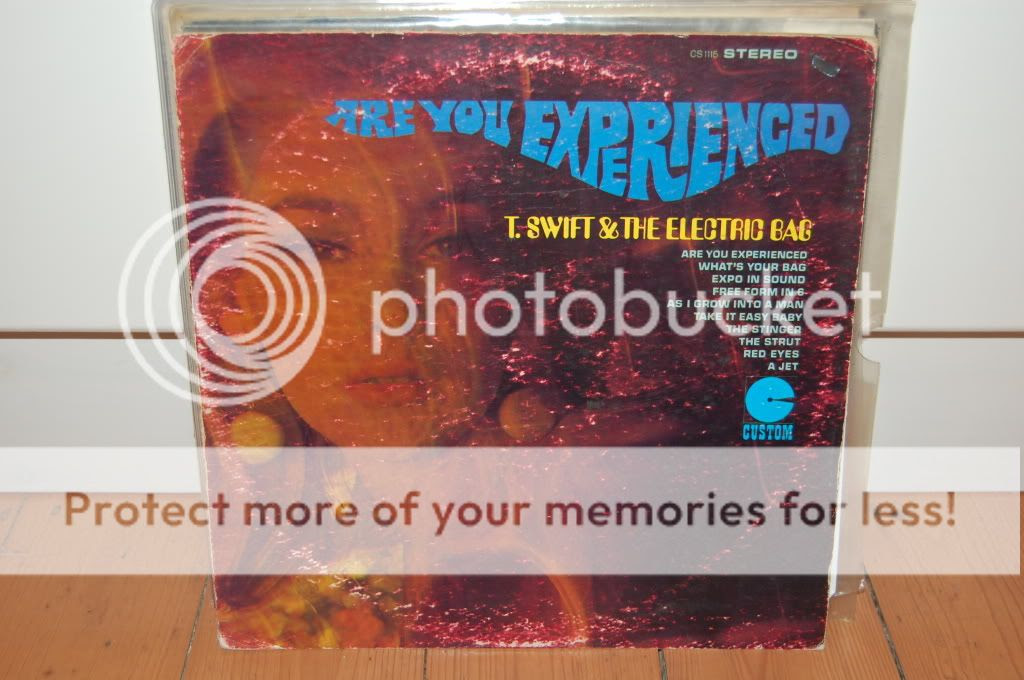 CS 1115 STEREO
ARE YOU EXPERIENCED
T. SWIFT & THE ELECTRIC BAG
ARE YOU EXPERIENCED
WHAT'S YOUR BAG
EXPO IN SOUND
FREE FORM IN 6
AS I GROW INTO A MAN
TAKE IT EASY BABY
THE STINGER
THE STRUT
RED EYES
A JET
CUSTOM
photobucket
Protect more of your memories for less!